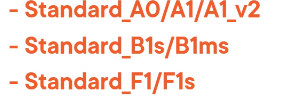 - Standard_A0/A1/A1_v2
- Standard_B1s/B1ms
- Standard_F1/F1s